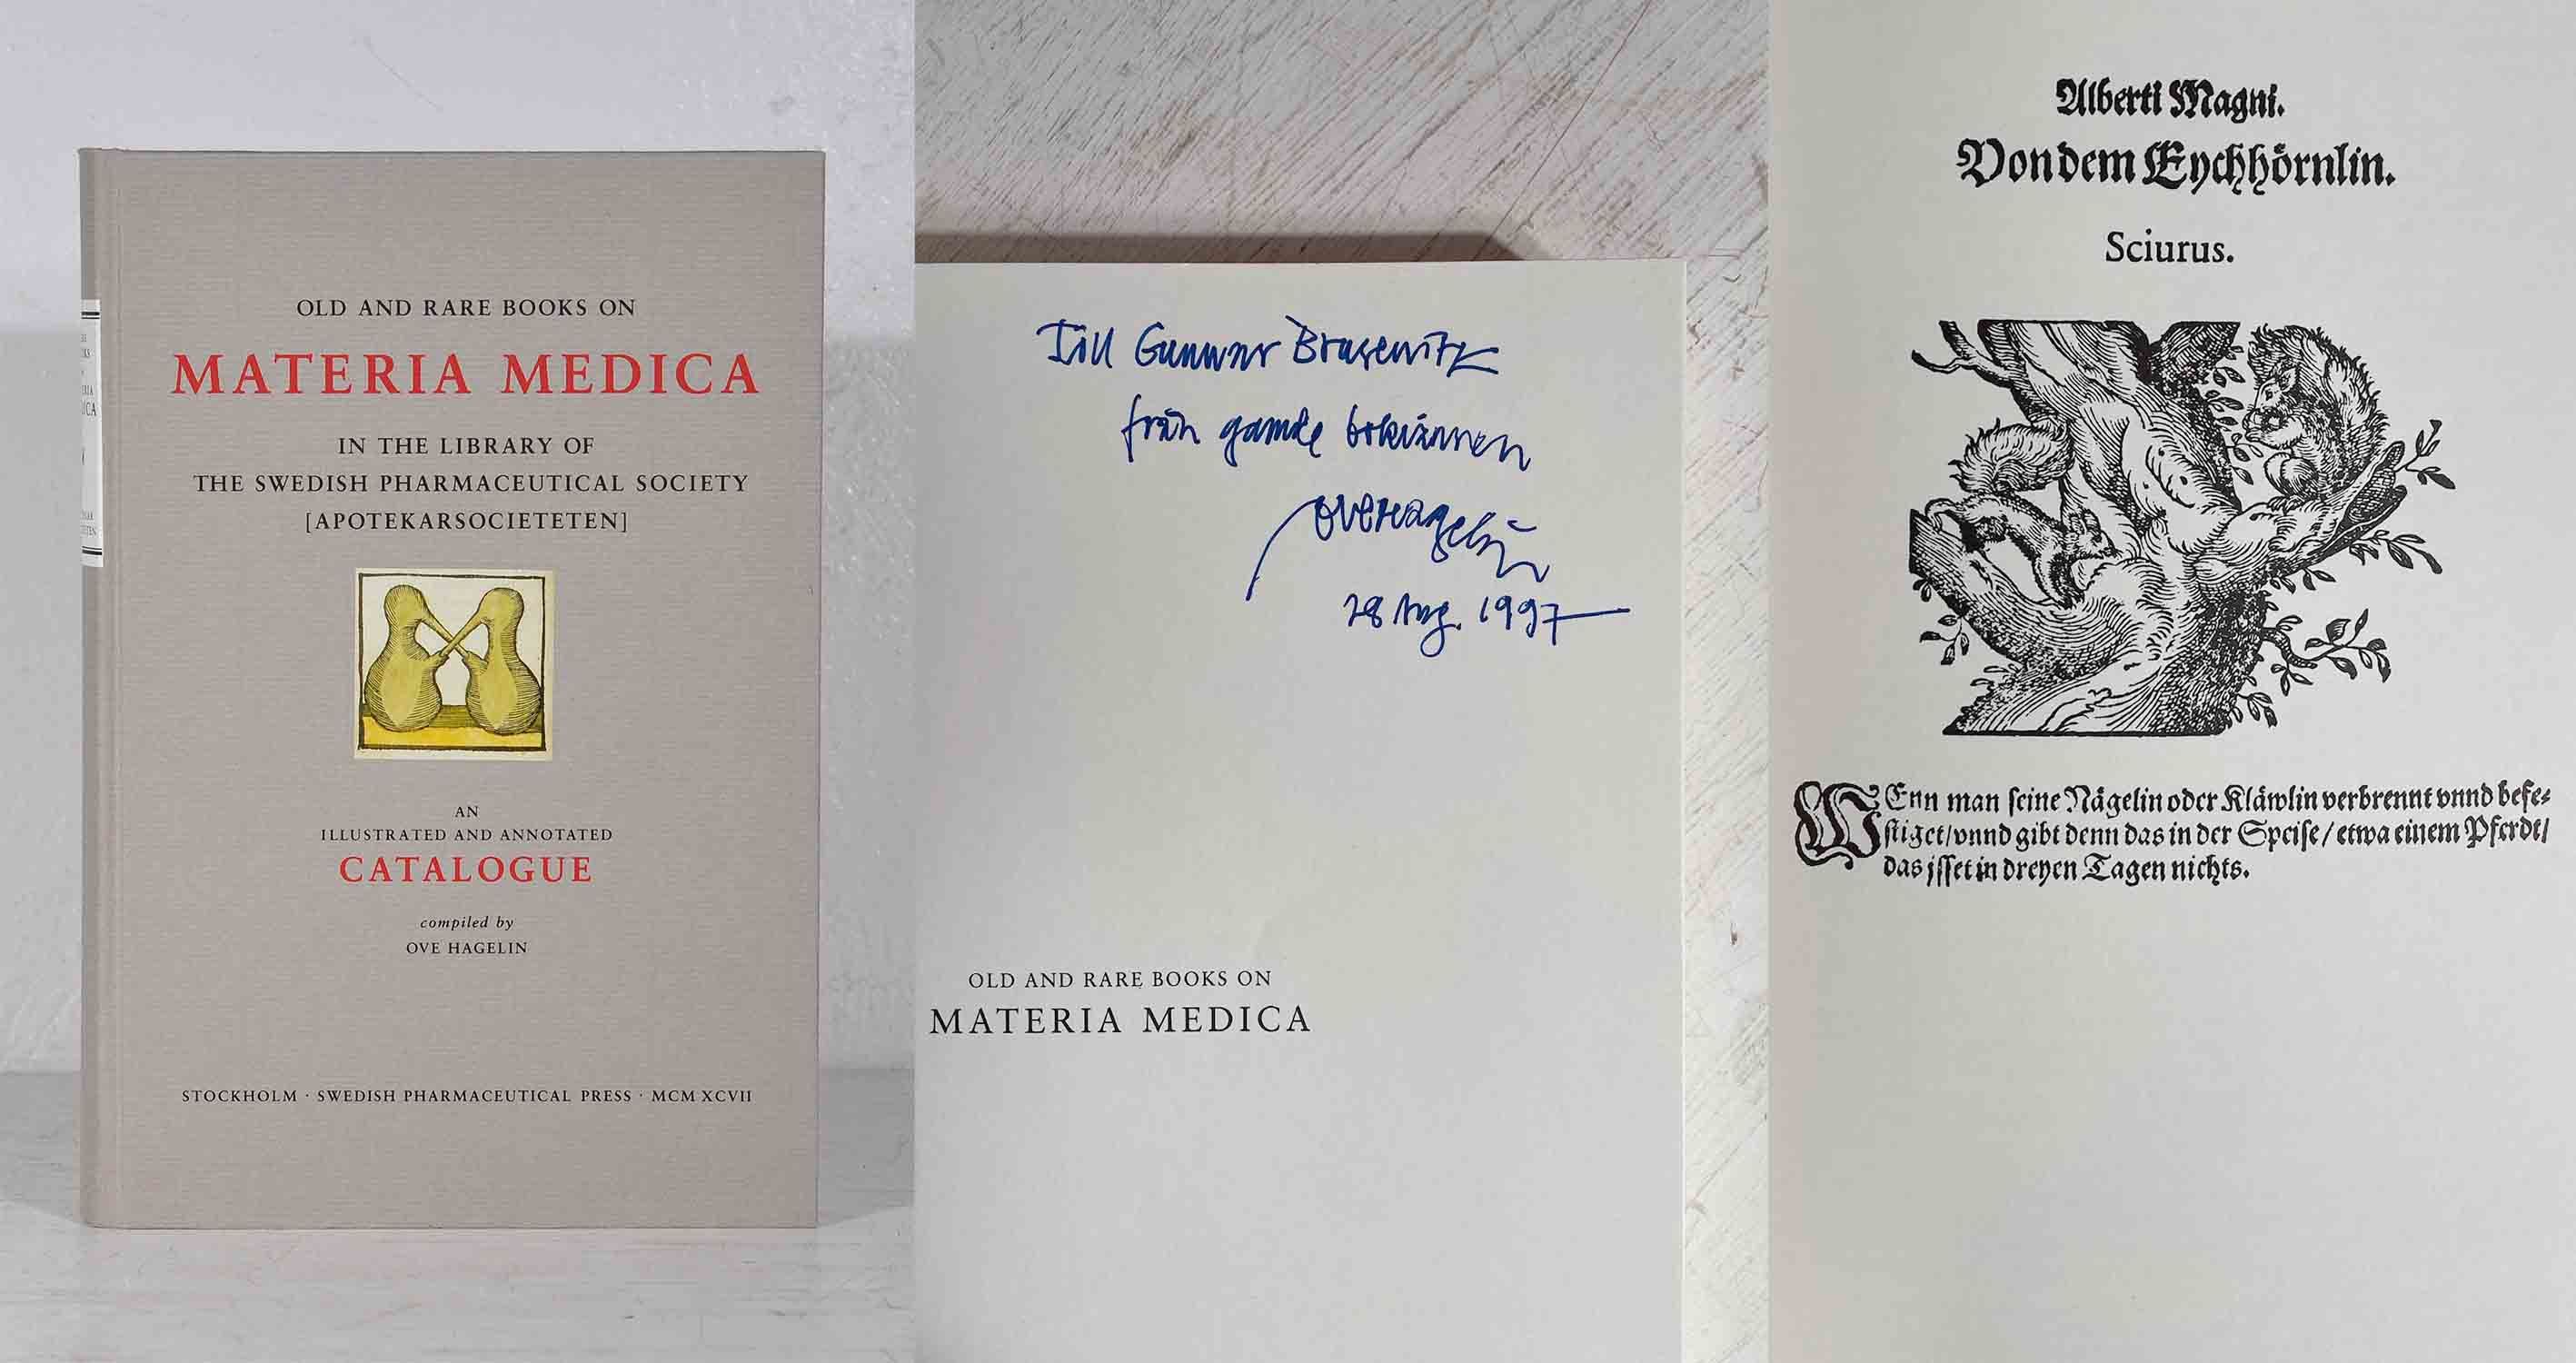 OLD AND RARE BOOKS ON
MATERIA MEDICA
IN THE LIBRARY OF
THE SWEDISH PHARMACEUTICAL SOCIETY
[APOTEKARSOCIETETEN]
AN
ILLUSTRATED AND ANNOTATED
CATALOGUE
compiled by
OVE HAGELIN
STOCKHOLM · SWEDISH PHARMACEUTICAL PRESS · MCMXCVII
Till Gunnar Brusewitz
från gamle bokvännen
Ove Hagelin
28 Aug. 1997
OLD AND RARE BOOKS ON
MATERIA MEDICA
Alberti Magni.
Von dem Eychhörnlin.
Sciurus.
WEnn man seine Nägelin oder Kläwlin verbrennt vnnd befe⸗
stiget/vnnd gibt denn das in der Speise/etwa einem Pferdt/
das jsset in dreyen Tagen nichts.